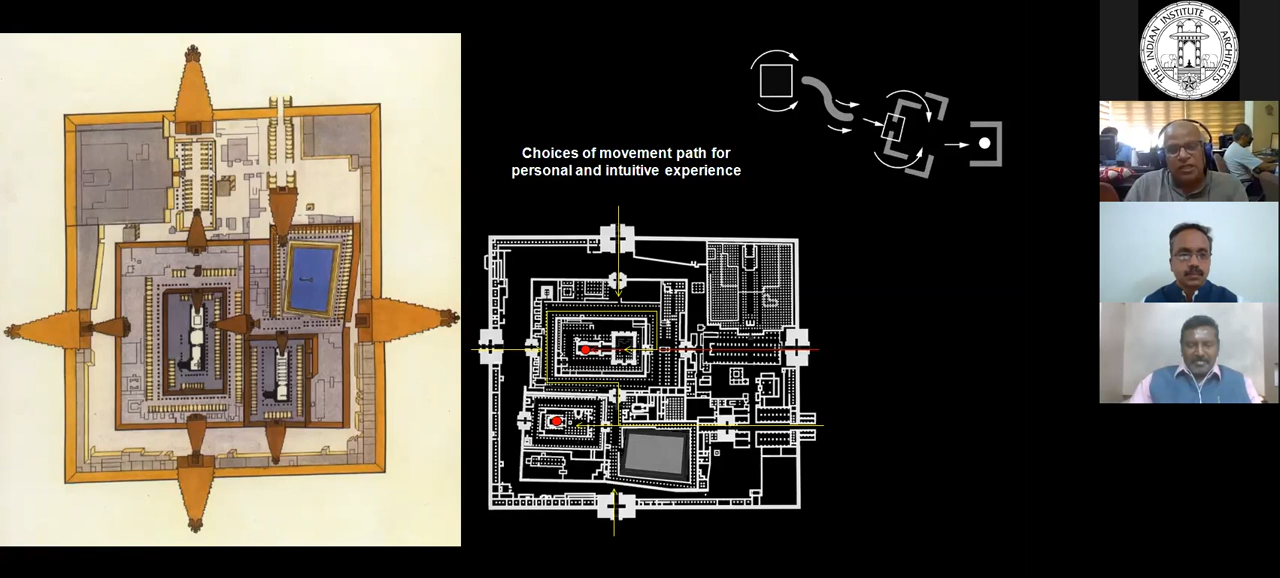 Choices of movement path for
personal and intuitive experience
THE INDIAN INSTITUTE OF ARCHITECTS